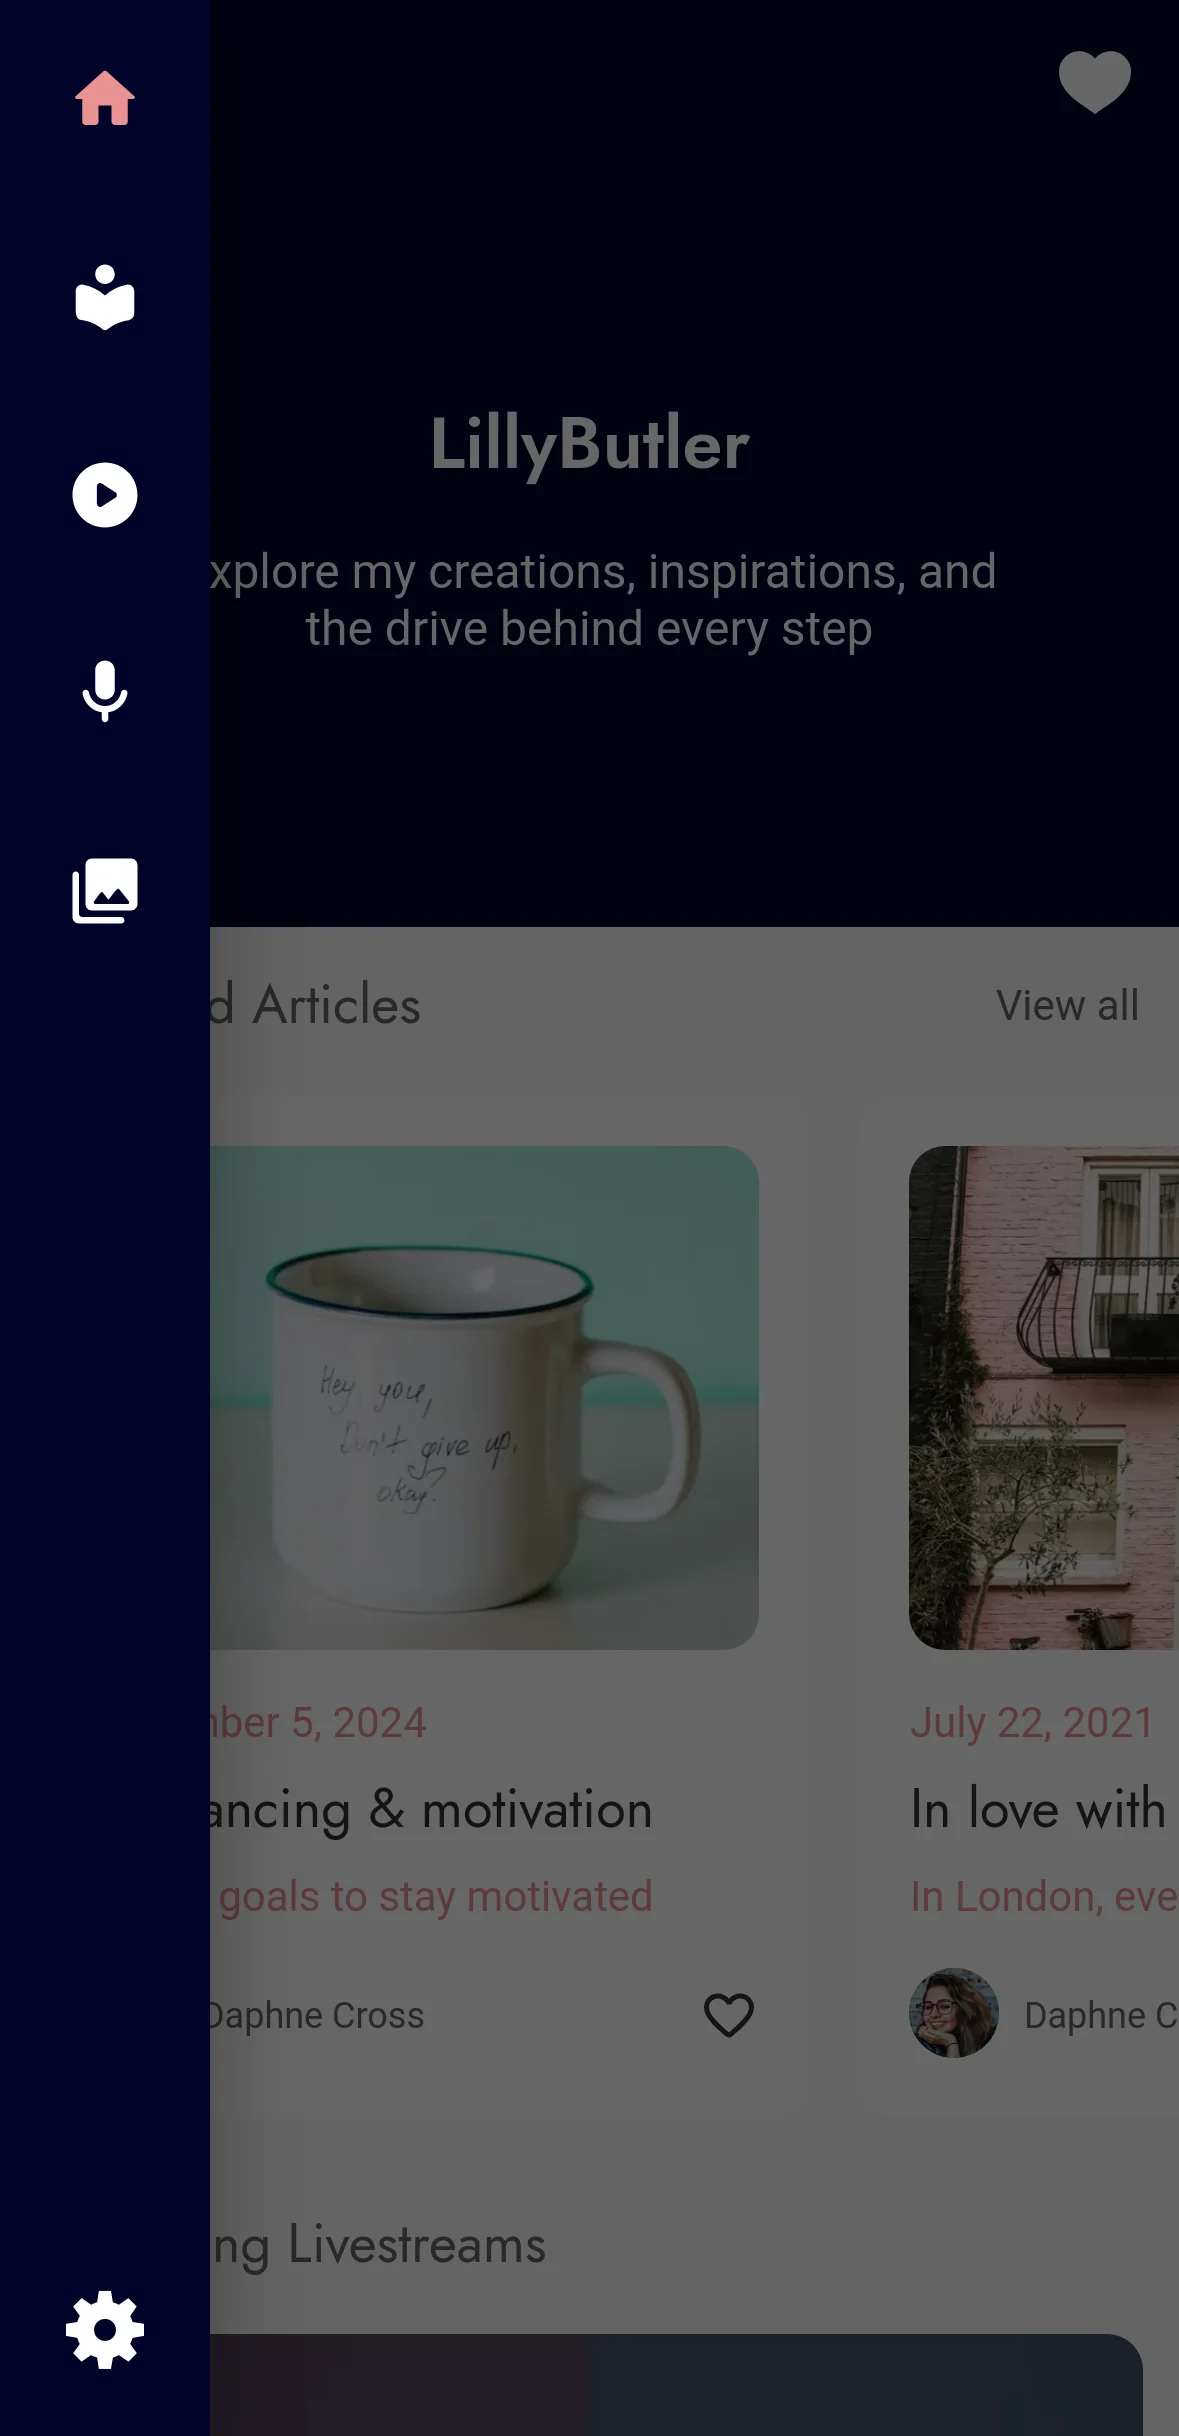 LillyButler
xplore my creations, inspirations, and
the drive behind every step
d Articles
View all
Hey you,
Don't give up,
okay?
nber 5, 2024
ancing & motivation
goals to stay motivated
Daphne Cross
July 22, 2021
In love with
In London, eve
Daphne C
ng Livestreams